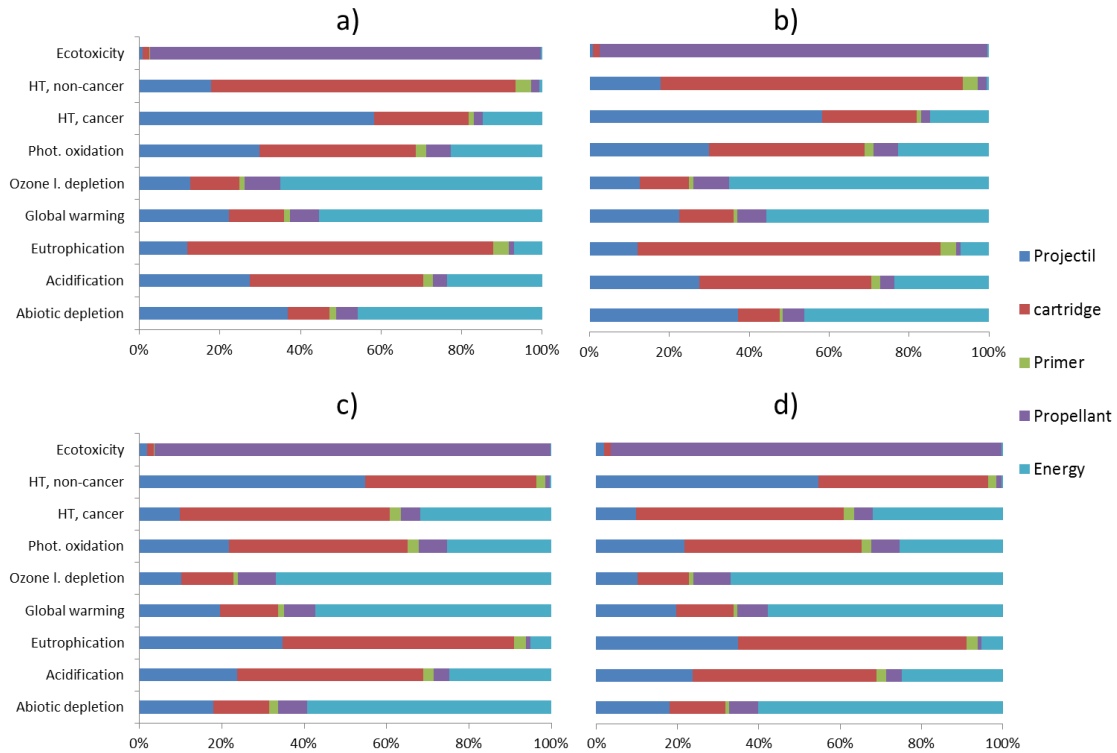 a)
b)
Ecotoxicity
HT, non-cancer
HT, cancer
Phot. oxidation
Ozone l. depletion
Global warming
Eutrophication
Acidification
Abiotic depletion
0% 20% 40% 60% 80% 100%
0% 20% 40% 60% 80% 100%
Projectil
cartridge
Primer
Propellant
Energy
c)
d)
Ecotoxicity
HT, non-cancer
HT, cancer
Phot. oxidation
Ozone l. depletion
Global warming
Eutrophication
Acidification
Abiotic depletion
0% 20% 40% 60% 80% 100%
0% 20% 40% 60% 80% 100%